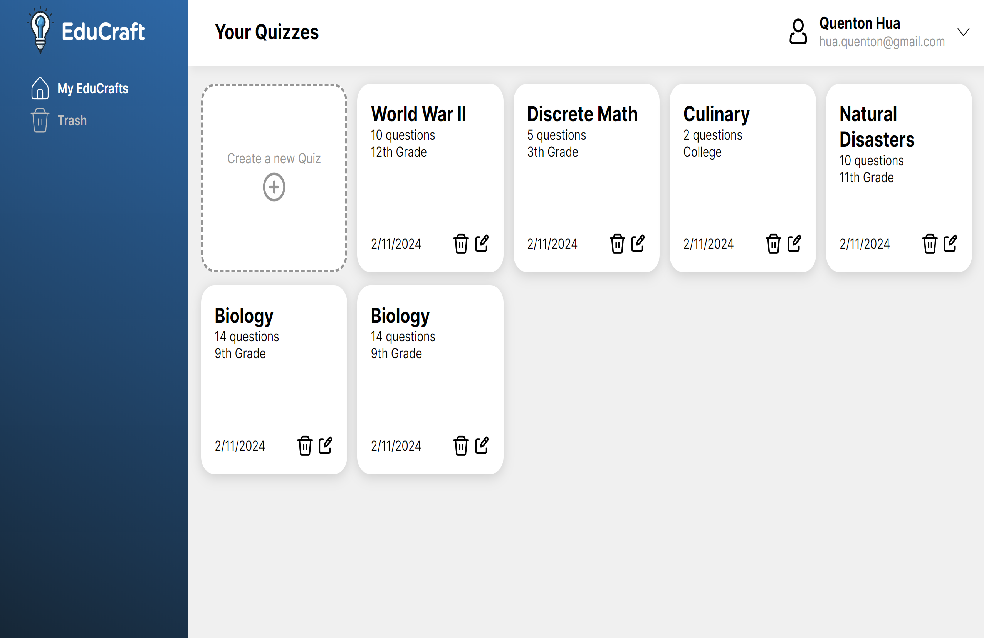 EduCraft
My EduCrafts
Trash
Your Quizzes
Quenton Hua
hua.quenton@gmail.com
Create a new Quiz
World War II
10 questions
12th Grade
2/11/2024
Discrete Math
5 questions
3th Grade
2/11/2024
Culinary
2 questions
College
2/11/2024
Natural
Disasters
10 questions
11th Grade
2/11/2024
Biology
14 questions
9th Grade
2/11/2024
Biology
14 questions
9th Grade
2/11/2024